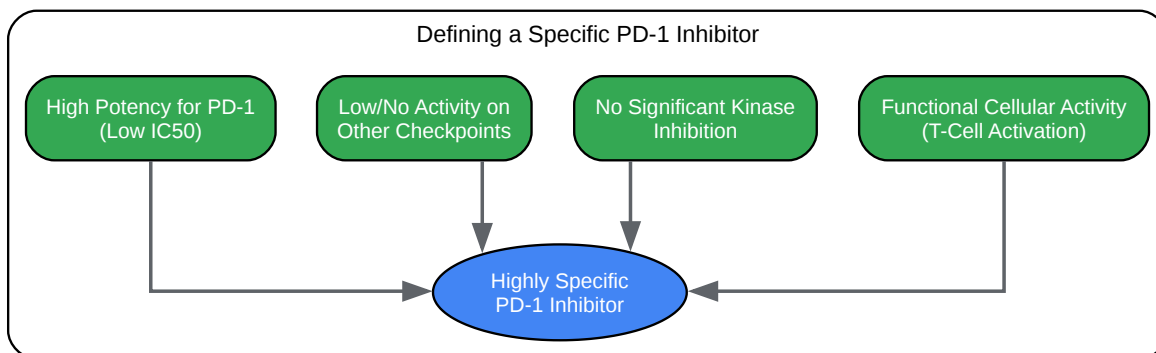 Defining a Specific PD-1 Inhibitor
High Potency for PD-1
(Low IC50)
Low/No Activity on
Other Checkpoints
No Significant Kinase
Inhibition
Functional Cellular Activity
(T-Cell Activation)
Highly Specific
PD-1 Inhibitor